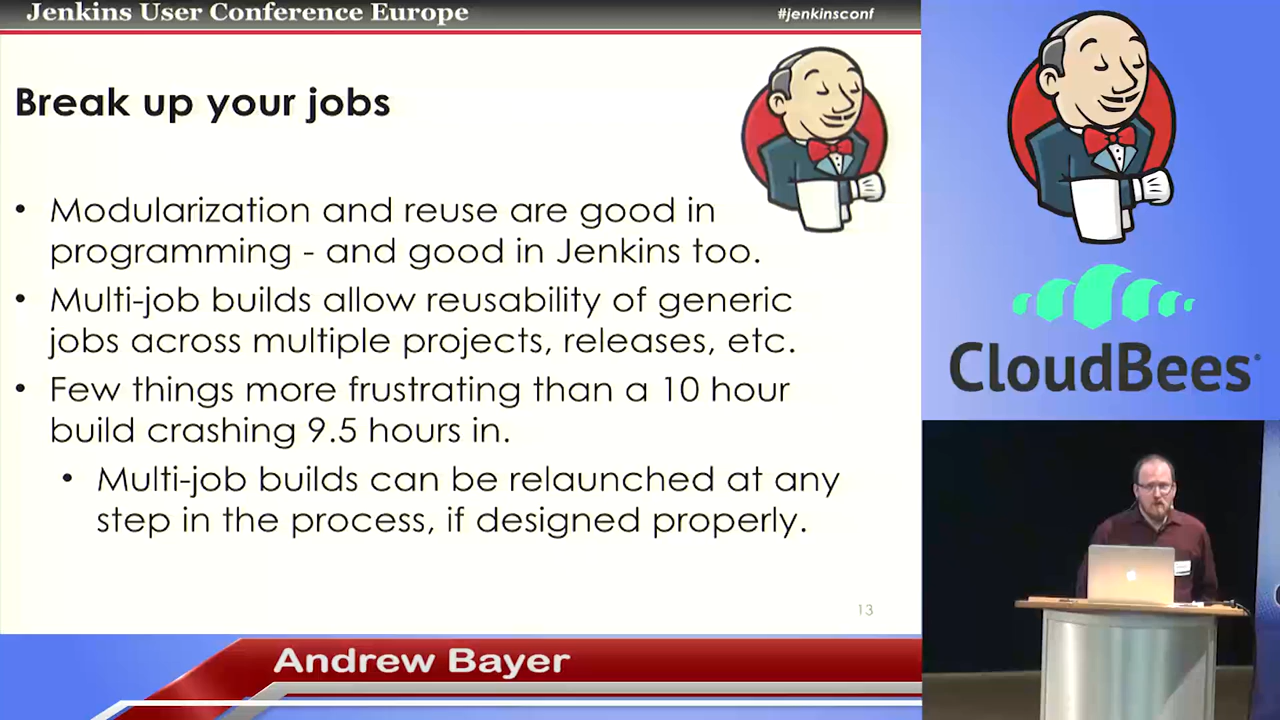 Jenkins User Conference Europe
#jenkinsconf
Break up your jobs
• Modularization and reuse are good in
programming - and good in Jenkins too.
• Multi-job builds allow reusability of generic
jobs across multiple projects, releases, etc.
• Few things more frustrating than a 10 hour
build crashing 9.5 hours in.
• Multi-job builds can be relaunched at any
step in the process, if designed properly.
13
CloudBees
Andrew Bayer